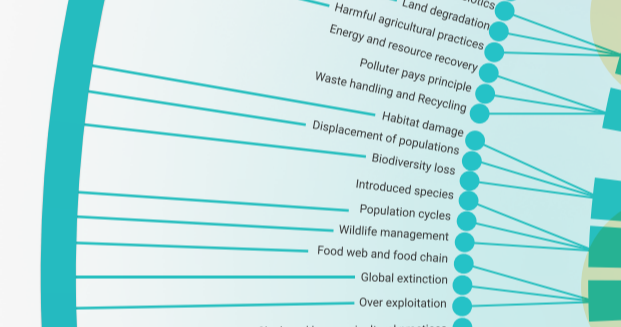 Land degradation
Harmful agricultural practices
Energy and resource recovery
Polluter pays principle
Waste handling and Recycling
Habitat damage
Displacement of populations
Biodiversity loss
Introduced species
Population cycles
Wildlife management
Food web and food chain
Global extinction
Over exploitation